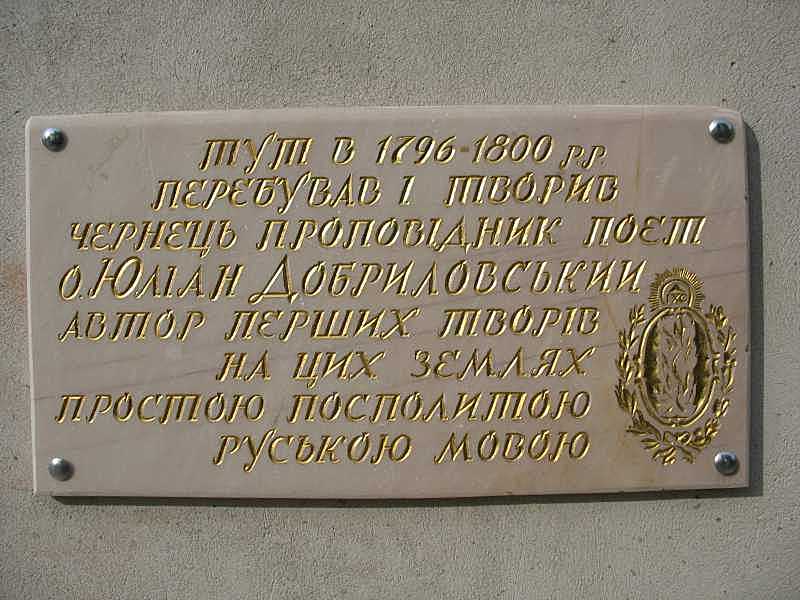 ТУТ В 1796-1800 Р.Р.
ПЕРЕБУВАВ І ТВОРИВ
ЧЕРНЕЦЬ ПРОПОВІДНИК ПОЕТ
О.ЮЛІАН ДОБРИЛОВСЬКИЙ
АВТОР ПЕРШИХ ТВОРІВ
НА ЦИХ ЗЕМЛЯХ
ПРОСТОЮ ПОСПОЛИТОЮ
РУСЬКОЮ МОВОЮ